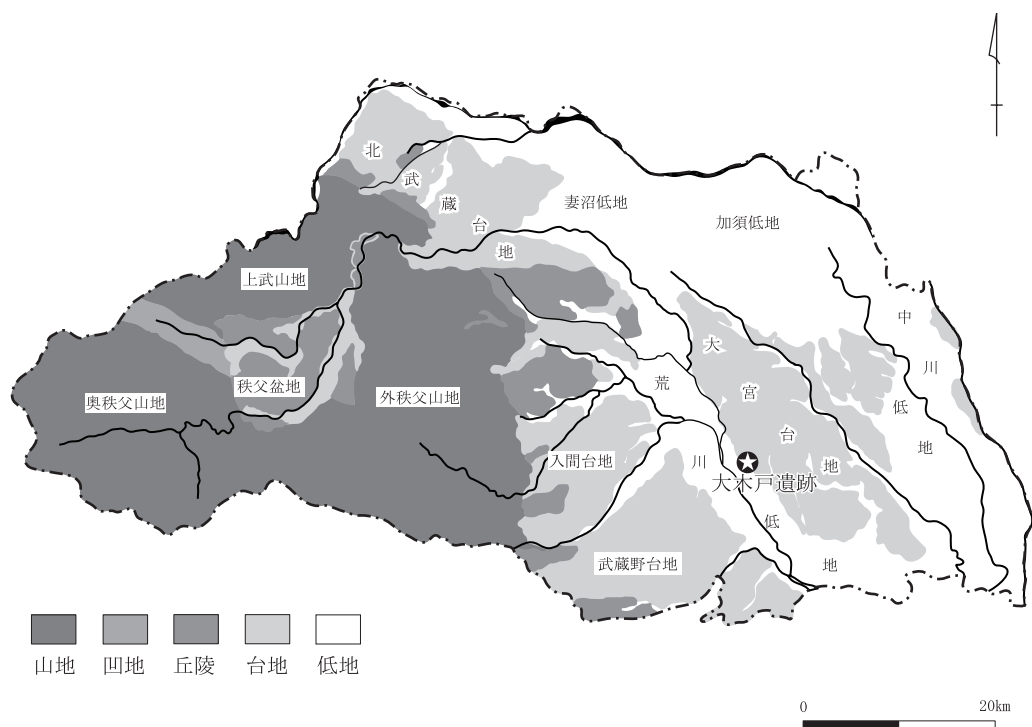 北武蔵台地
妻沼低地
加須低地
上武山地
中川低地
大宮台地
秩父盆地
奥秩父山地
外秩父山地
荒川低地
入間台地
大木戸遺跡
武蔵野台地
山地
凹地
丘陵
台地
低地
0
20km